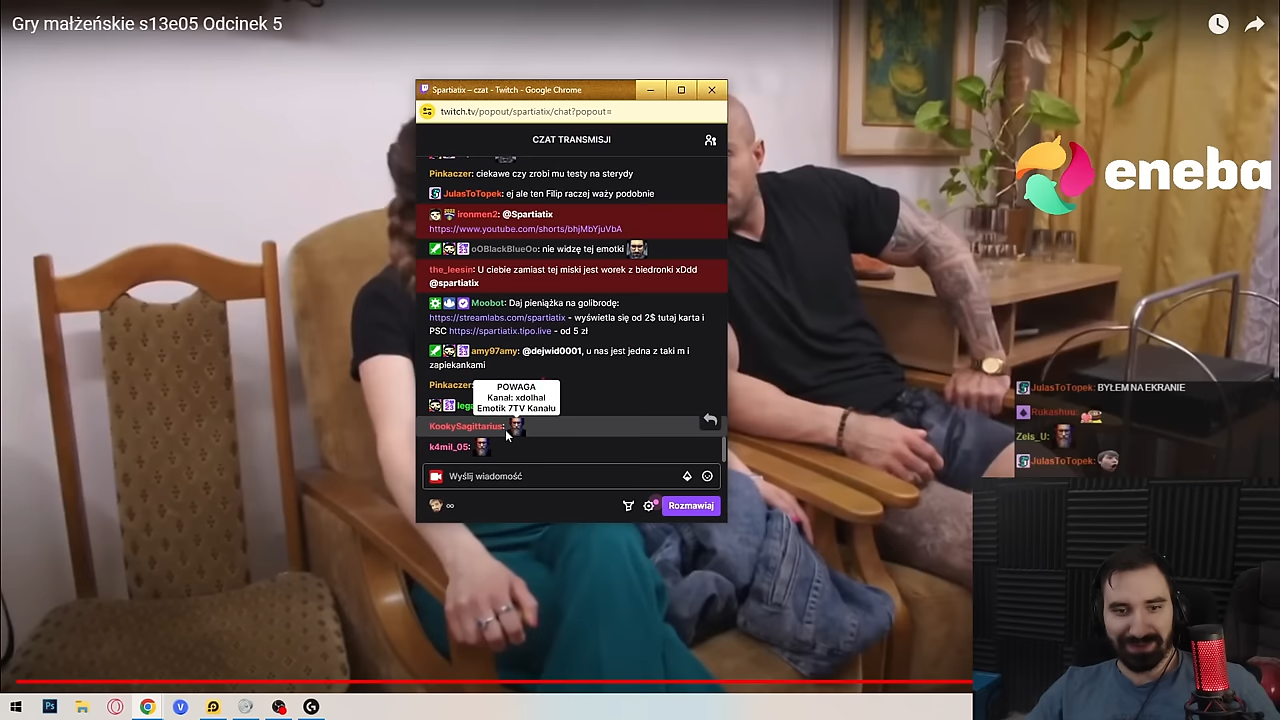 Gry małżeńskie s13e05 Odcinek 5
Spartiatix – czat - Twitch - Google Chrome
twitch.tv/popout/spartiatix/chat?popout=
CZAT TRANSMISJI
Pinkaczer: ciekawe czy zrobi mu testy na sterydy
JulasToTopek: ej ale ten Filip raczej waży podobnie
ironmen2: @Spartiatix
https://www.youtube.com/shorts/bhjMbYjuVbA
oOBlackBlueOo: nie widzę tej emotki
the_leesin: U ciebie zamiast tej miski jest worek z biedronki xDdd
@spartiatix
Moobot: Daj pieniążka na golibrodę:
https://streamlabs.com/spartiatix - wyświetla się od 2$ tutaj karta i
PSC https://spartiatix.tipo.live - od 5 zł
amy97amy: @dejwid0001, u nas jest jedna z taki m i
zapiekankami
Pinkaczer:
POWAGA
Kanał: xdolhal
Emotik 7TV Kanału
lega
KookySagittarius:
k4mil_05:
Wyślij wiadomość
∞
Rozmawiaj
eneba
JulasToTopek: BYŁEM NA EKRANIE
Rukashuu:
Zeis_U:
JulasToTopek:
Ps